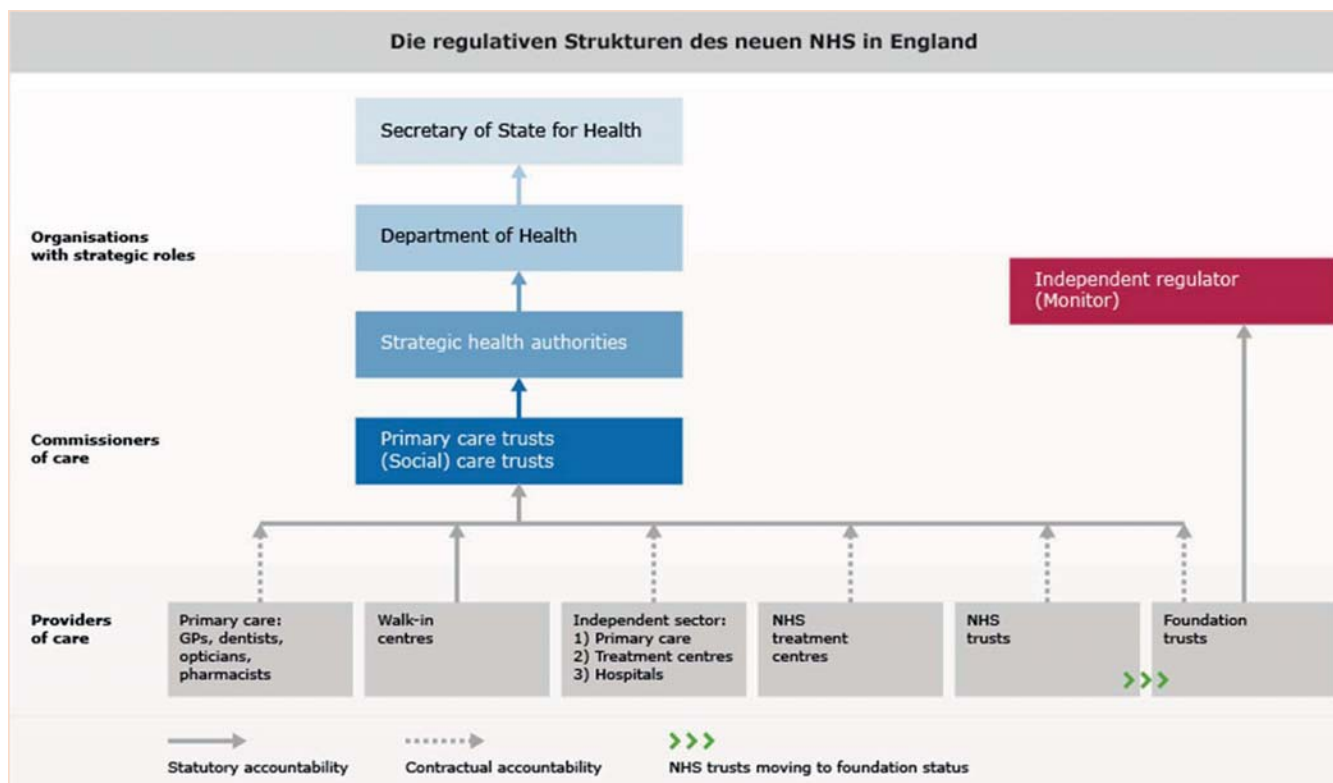 Die regulativen Strukturen des neuen NHS in England
Secretary of State for Health
Organisations
with strategic roles
Department of Health
Independent regulator
(Monitor)
Strategic health authorities
Commissioners
of care
Primary care trusts
(Social) care trusts
Providers
of care
Primary care:
GPs, dentists,
opticians,
pharmacists
Walk-in
centres
Independent sector:
1) Primary care
2) Treatment centres
3) Hospitals
NHS
treatment
centres
NHS
trusts
Foundation
trusts
Statutory accountability
Contractual accountability
NHS trusts moving to foundation status